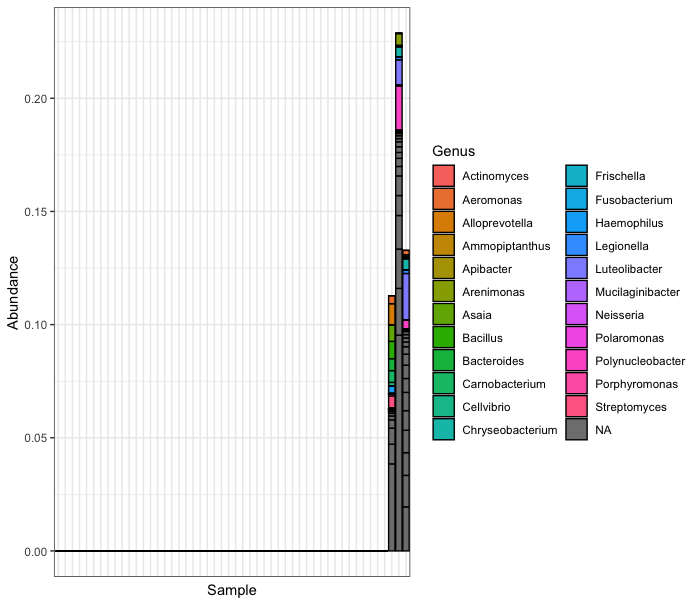 0.20
0.15
0.10
0.05
0.00
Abundance
Sample
Genus
Actinomyces
Aeromonas
Alloprevotella
Ammopiptanthus
Apibacter
Arenimonas
Asaia
Bacillus
Bacteroides
Carnobacterium
Cellvibrio
Chryseobacterium
Frischella
Fusobacterium
Haemophilus
Legionella
Luteolibacter
Mucilaginibacter
Neisseria
Polaromonas
Polynucleobacter
Porphyromonas
Streptomyces
NA